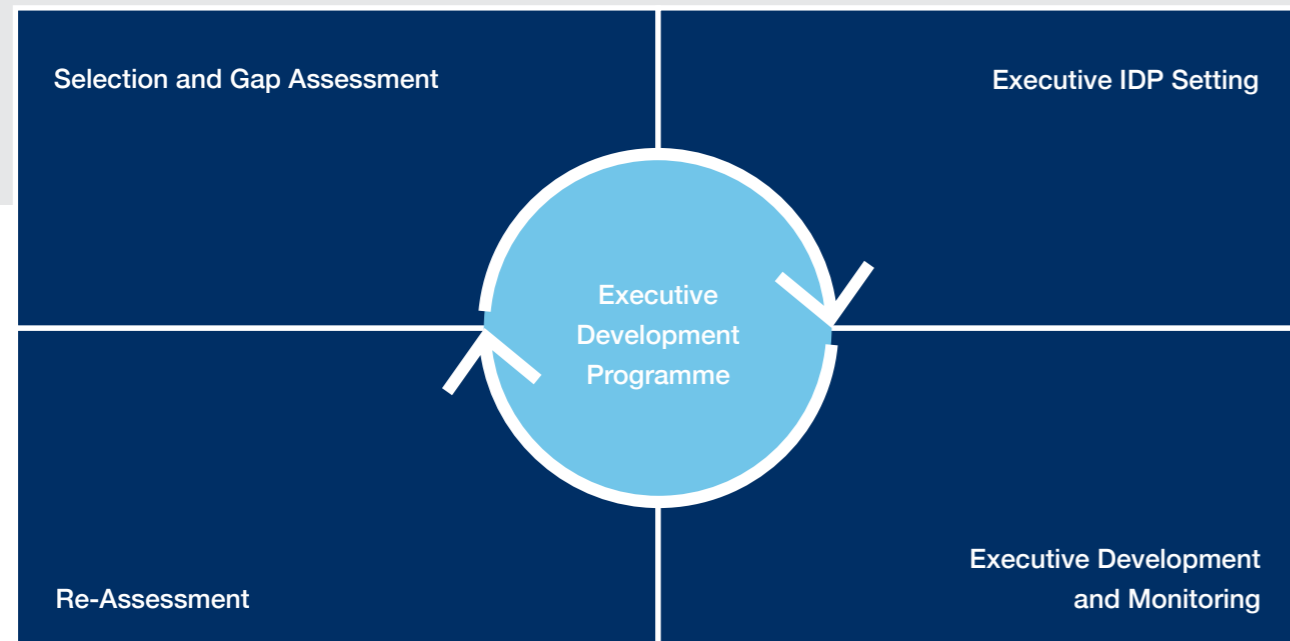 Selection and Gap Assessment
Executive IDP Setting
Executive
Development
Programme
Re-Assessment
Executive Development
and Monitoring